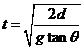 t = √(2d / (g tan θ))